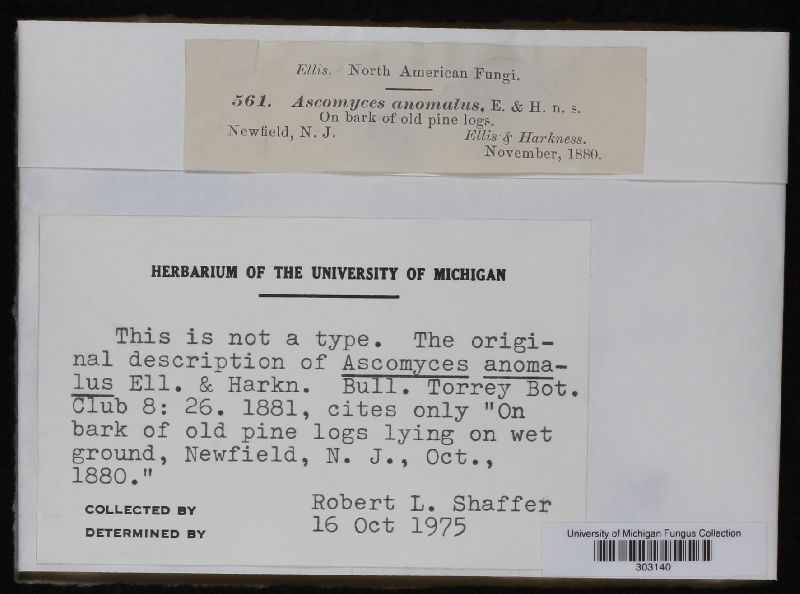 Ellis. North American Fungi.
561. Ascomyces anomalus, E. & H. n. s.
On bark of old pine logs.
Newfield, N. J. Ellis & Harkness.
November, 1880.
HERBARIUM OF THE UNIVERSITY OF MICHIGAN
This is not a type. The origi-
nal description of Ascomyces anoma-
lus Ell. & Harkn. Bull. Torrey Bot.
Club 8: 26. 1881, cites only "On
bark of old pine logs lying on wet
ground, Newfield, N. J., Oct.,
1880."
COLLECTED BY Robert L. Shaffer
DETERMINED BY 16 Oct 1975
University of Michigan Fungus Collection
303140